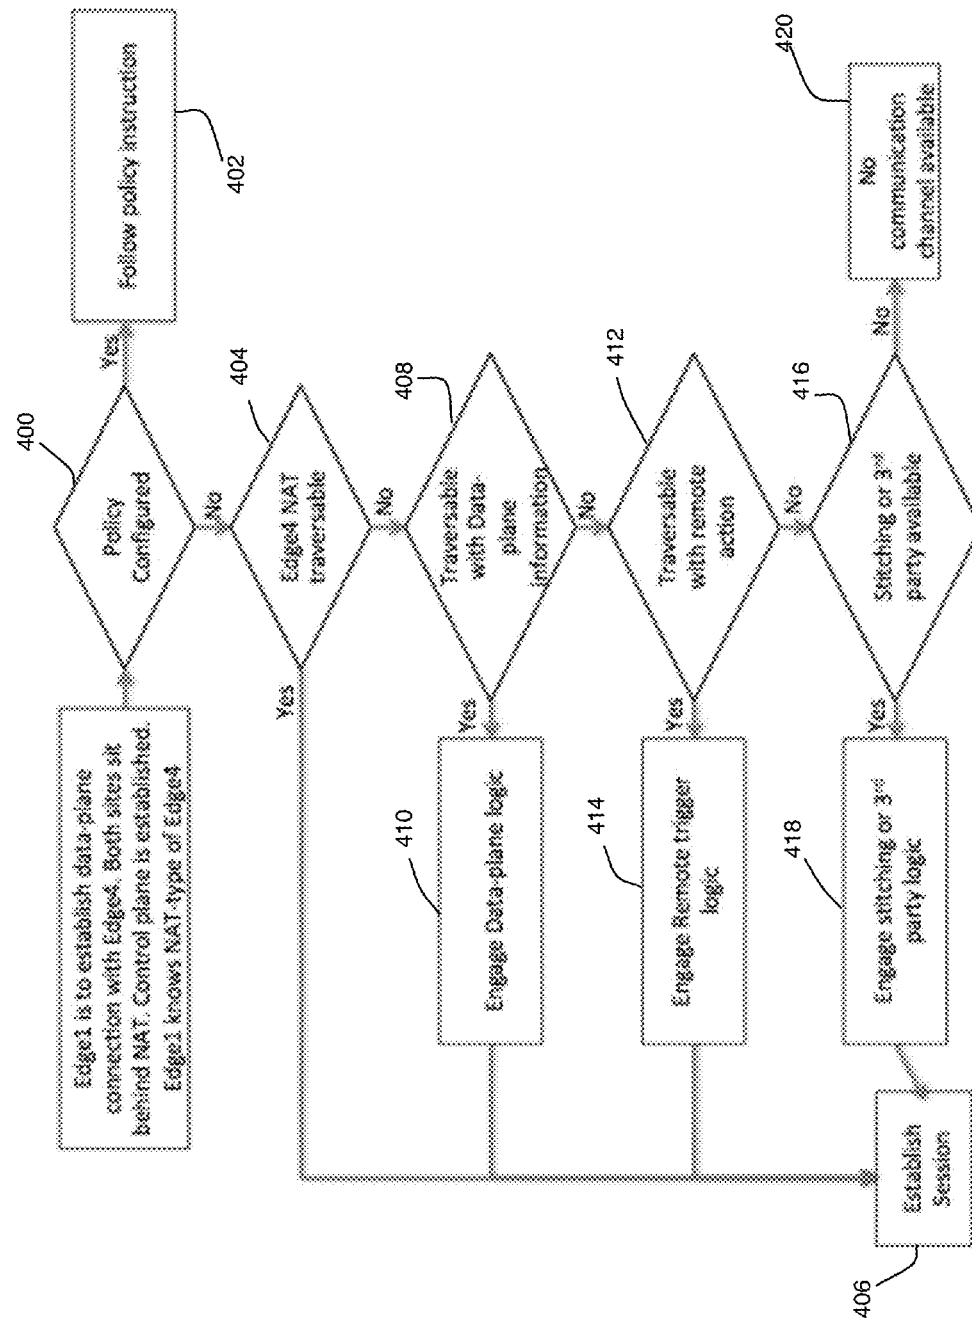 Edge1 is to establish data-plane
connection with Edge4. Both sites sit
behind NAT. Control plane is established.
Edge1 knows NAT-type of Edge4
400
Policy
Configured
Yes
Follow policy instruction
402
No
404
Edge4 NAT
traversable
Yes
No
408
Traversable
with Data-
plane
information
Yes
Engage Data-plane logic
410
No
412
Traversable
with remote
action
Yes
Engage Remote trigger
logic
414
No
416
Stitching or 3rd
party available
Yes
Engage stitching or 3rd
party logic
418
No
No
communication
channel available
420
Establish
Session
406